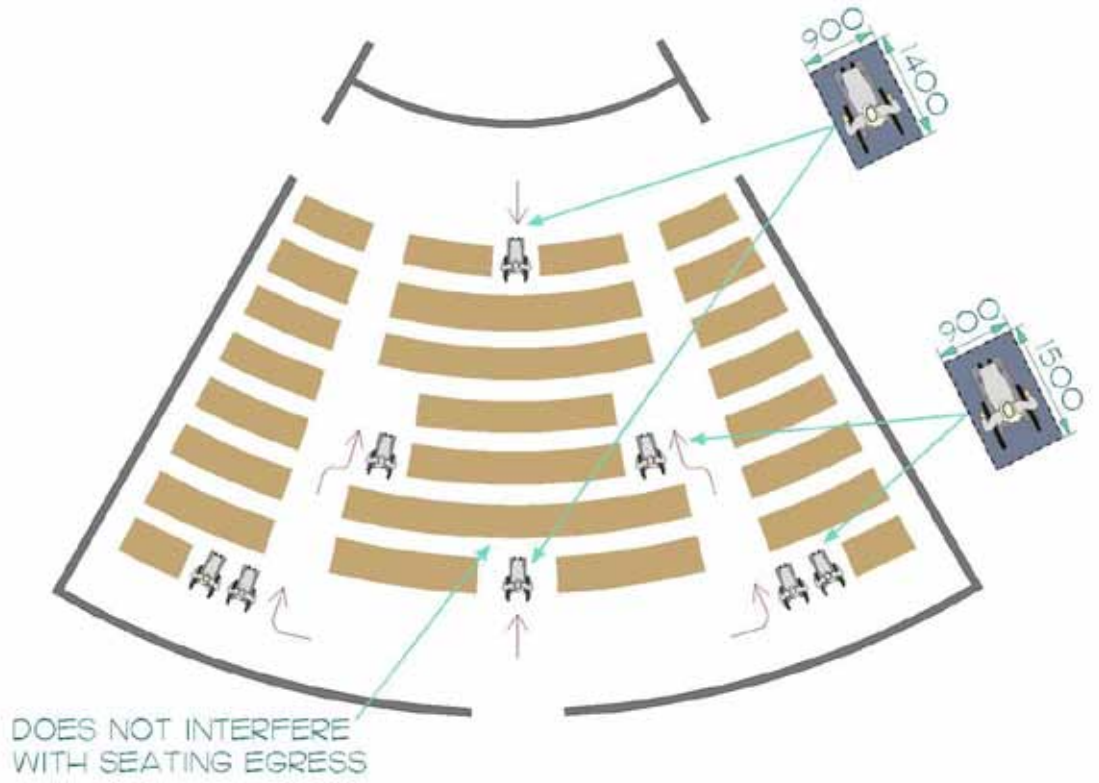 900
1400
900
1500
DOES NOT INTERFERE
WITH SEATING EGRESS